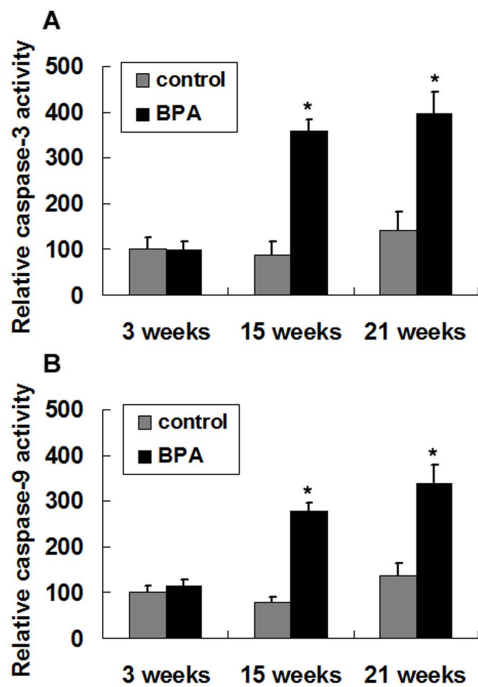 A
Relative caspase-3 activity
500
400
300
200
100
0
control
BPA
*
*
3 weeks 15 weeks 21 weeks
B
Relative caspase-9 activity
500
400
300
200
100
0
control
BPA
*
*
3 weeks 15 weeks 21 weeks